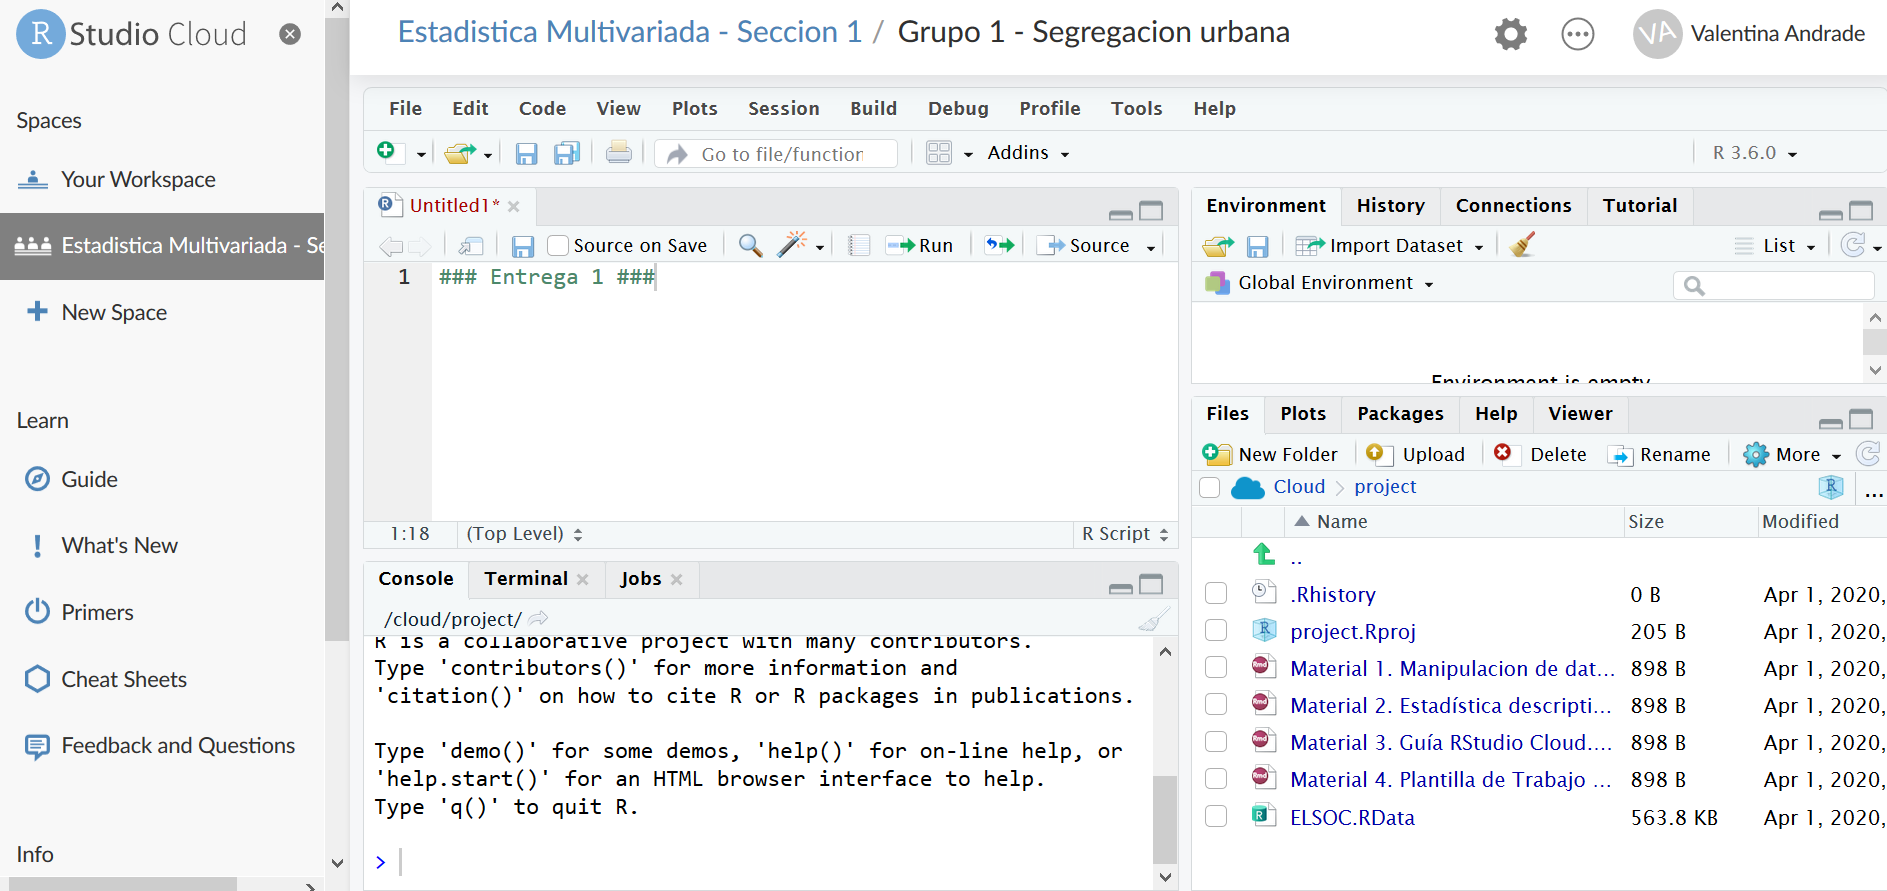 R Studio Cloud
Estadistica Multivariada - Seccion 1 / Grupo 1 - Segregacion urbana
VA Valentina Andrade
Spaces
Your Workspace
Estadistica Multivariada - Se
New Space
Learn
Guide
What's New
Primers
Cheat Sheets
Feedback and Questions
Info
File Edit Code View Plots Session Build Debug Profile Tools Help
Go to file/function Addins R 3.6.0
Untitled1*
Source on Save Run Source
1 ### Entrega 1 ###
1:18 (Top Level) R Script
Console Terminal Jobs
/cloud/project/
R is a collaborative project with many contributors.
Type 'contributors()' for more information and
'citation()' on how to cite R or R packages in publications.
Type 'demo()' for some demos, 'help()' for on-line help, or
'help.start()' for an HTML browser interface to help.
Type 'q()' to quit R.
>
Environment History Connections Tutorial
Import Dataset List
Global Environment
Environment is empty
Files Plots Packages Help Viewer
New Folder Upload Delete Rename More
Cloud project R ...
Name Size Modified
..
.Rhistory 0 B Apr 1, 2020,
project.Rproj 205 B Apr 1, 2020,
Material 1. Manipulacion de dat... 898 B Apr 1, 2020,
Material 2. Estadística descripti... 898 B Apr 1, 2020,
Material 3. Guía RStudio Cloud.... 898 B Apr 1, 2020,
Material 4. Plantilla de Trabajo ... 898 B Apr 1, 2020,
ELSOC.RData 563.8 KB Apr 1, 2020,